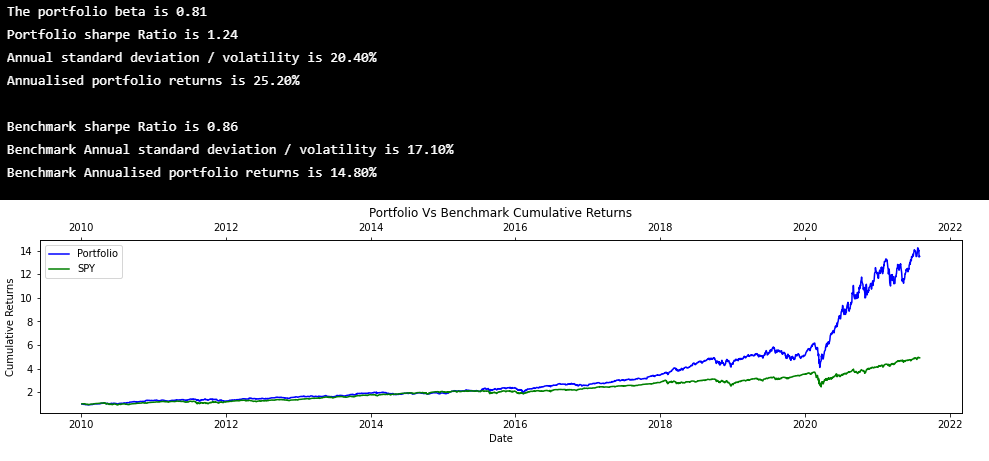 The portfolio beta is 0.81
Portfolio sharpe Ratio is 1.24
Annual standard deviation / volatility is 20.40%
Annualised portfolio returns is 25.20%
Benchmark sharpe Ratio is 0.86
Benchmark Annual standard deviation / volatility is 17.10%
Benchmark Annualised portfolio returns is 14.80%
Portfolio Vs Benchmark Cumulative Returns
2010 2012 2014 2016 2018 2020 2022
Portfolio
SPY
Cumulative Returns
14
12
10
8
6
4
2
2010 2012 2014 2016 2018 2020 2022
Date